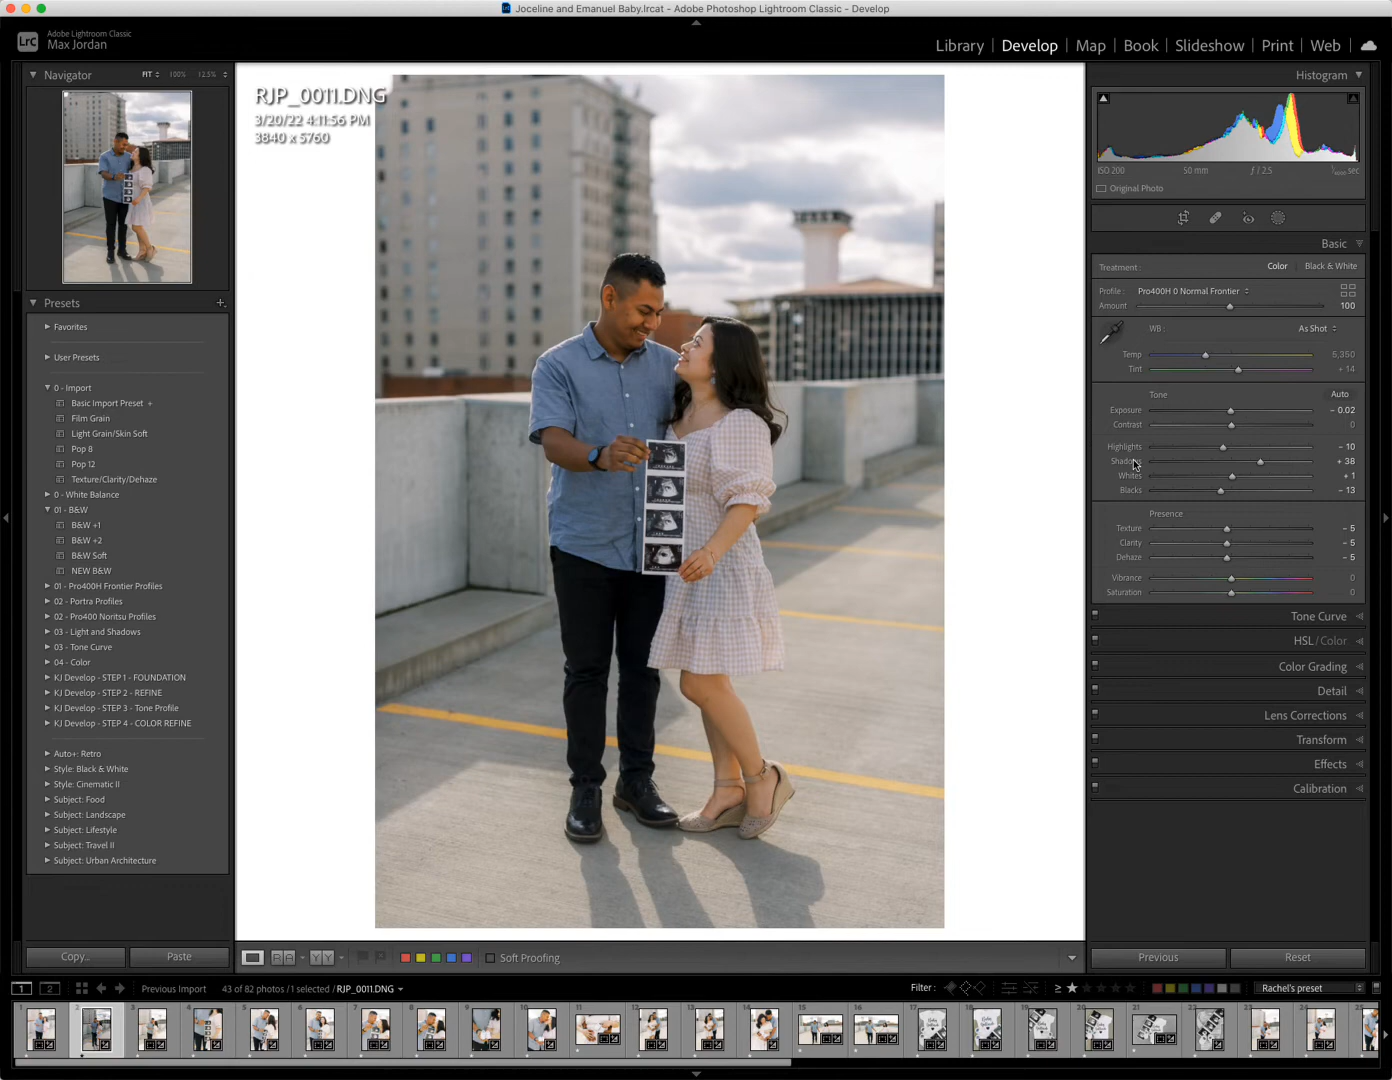 Joceline and Emanuel Baby.lrcat - Adobe Photoshop Lightroom Classic - Develop
Lrc
Adobe Lightroom Classic
Max Jordan
Library | Develop | Map | Book | Slideshow | Print | Web
Navigator FIT 100% 12.5%
Presets +
Favorites
User Presets
0 - Import
Basic Import Preset +
Film Grain
Light Grain/Skin Soft
Pop 8
Pop 12
Texture/Clarity/Dehaze
0 - White Balance
01 - B&W
B&W +1
B&W +2
B&W Soft
NEW B&W
01 - Pro400H Frontier Profiles
02 - Portra Profiles
02 - Pro400 Noritsu Profiles
03 - Light and Shadows
03 - Tone Curve
04 - Color
KJ Develop - STEP 1 - FOUNDATION
KJ Develop - STEP 2 - REFINE
KJ Develop - STEP 3 - Tone Profile
KJ Develop - STEP 4 - COLOR REFINE
Auto+: Retro
Style: Black & White
Style: Cinematic II
Subject: Food
Subject: Landscape
Subject: Lifestyle
Subject: Travel II
Subject: Urban Architecture
Copy... Paste
RJP_0011.DNG
3/20/22 4:11:56 PM
3840 x 5760
Histogram
ISO 200 50 mm ƒ / 2.5
Original Photo
Basic
Treatment : Color Black & White
Profile : Pro400H 0 Normal Frontier
Amount 100
WB : As Shot
Temp 5,350
Tint + 14
Tone Auto
Exposure - 0.02
Contrast 0
Highlights - 10
Shadows + 38
Whites + 1
Blacks - 13
Presence
Texture - 5
Clarity - 5
Dehaze - 5
Vibrance 0
Saturation 0
Tone Curve
HSL / Color
Color Grading
Detail
Lens Corrections
Transform
Effects
Calibration
Previous Reset
R A Y Y Soft Proofing
1 2 Previous Import 43 of 82 photos / 1 selected / RJP_0011.DNG Filter : ≥ ★ Rachel's preset